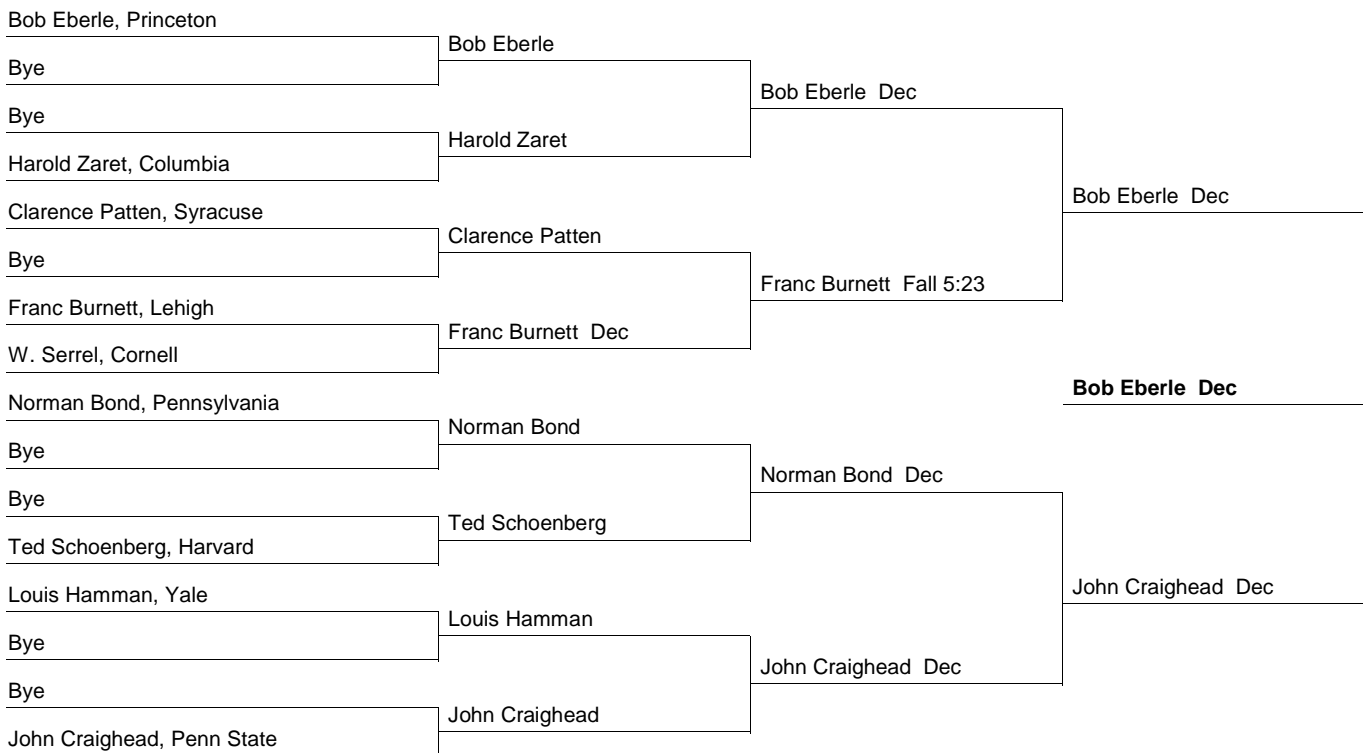 Bob Eberle, Princeton
Bye
Bye
Harold Zaret, Columbia
Clarence Patten, Syracuse
Bye
Franc Burnett, Lehigh
W. Serrel, Cornell
Norman Bond, Pennsylvania
Bye
Bye
Ted Schoenberg, Harvard
Louis Hamman, Yale
Bye
Bye
John Craighead, Penn State
Bob Eberle
Harold Zaret
Clarence Patten
Franc Burnett Dec
Norman Bond
Ted Schoenberg
Louis Hamman
John Craighead
Bob Eberle Dec
Franc Burnett Fall 5:23
Norman Bond Dec
John Craighead Dec
Bob Eberle Dec
Bob Eberle Dec
John Craighead Dec